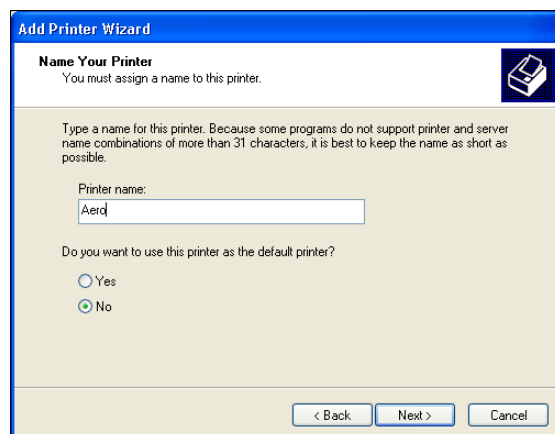 Add Printer Wizard
Name Your Printer
You must assign a name to this printer.
Type a name for this printer. Because some programs do not support printer and server
name combinations of more than 31 characters, it is best to keep the name as short as
possible.
Printer name:
Aero
Do you want to use this printer as the default printer?
Yes
No
< Back Next > Cancel